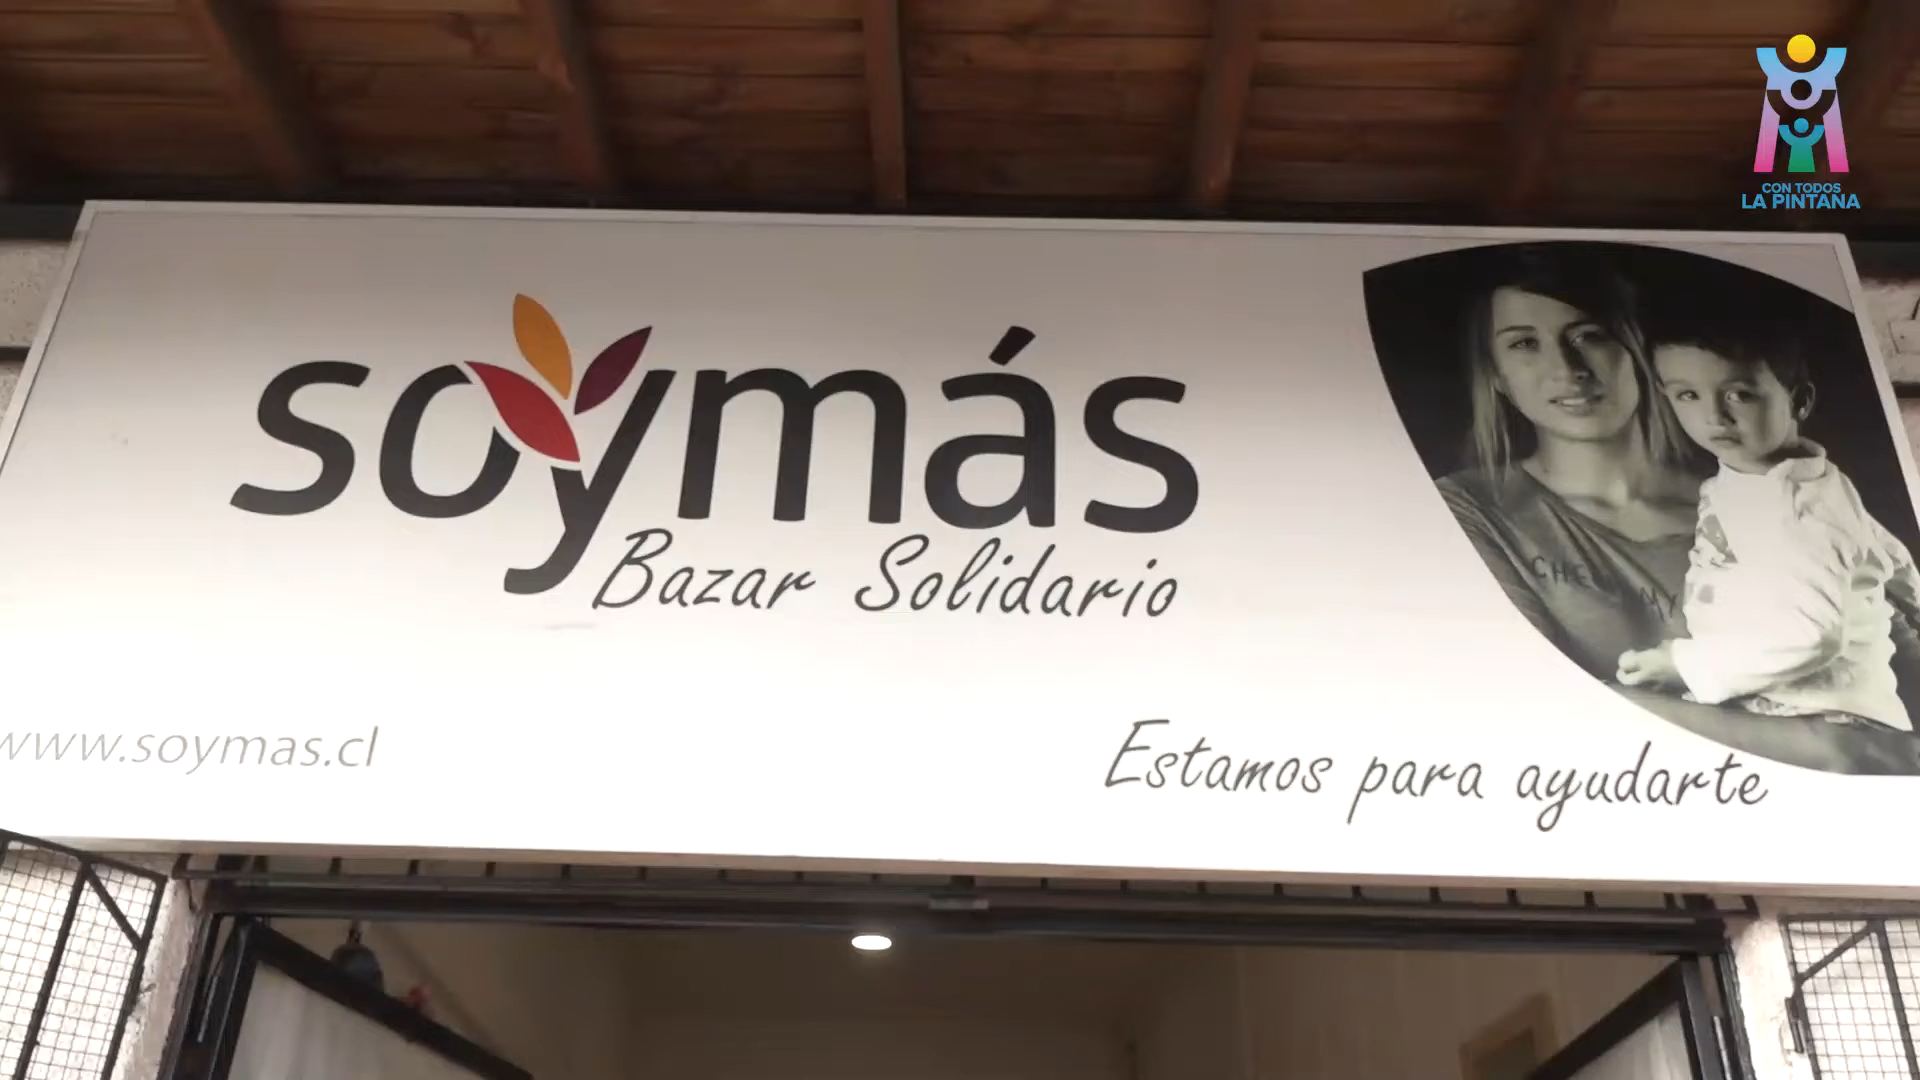 CON TODOS
LA PINTANA
soymás
Bazar Solidario
www.soymas.cl
Estamos para ayudarte